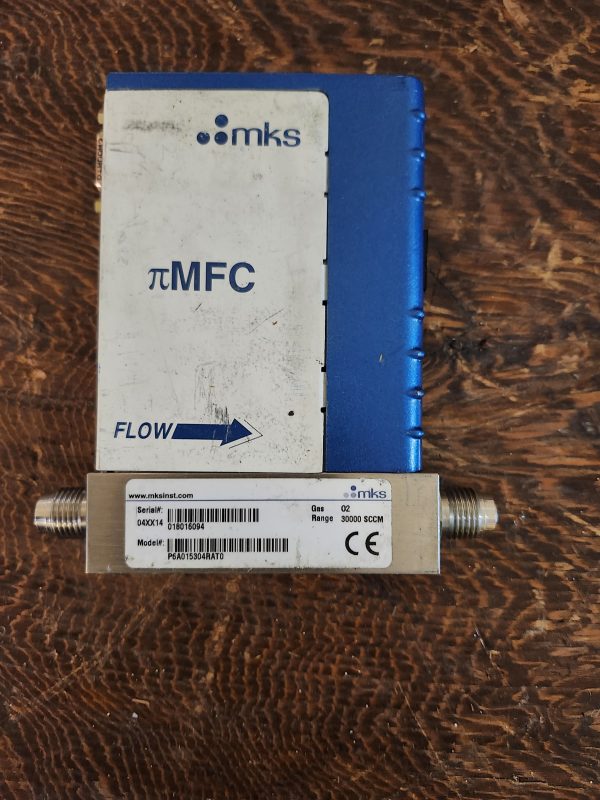 mks
πMFC
FLOW
www.mksinst.com
mks
Serial#:
04XX14 018016094
Gas O2
Range 30000 SCCM
Model#:
P6A015304RAT0
CE